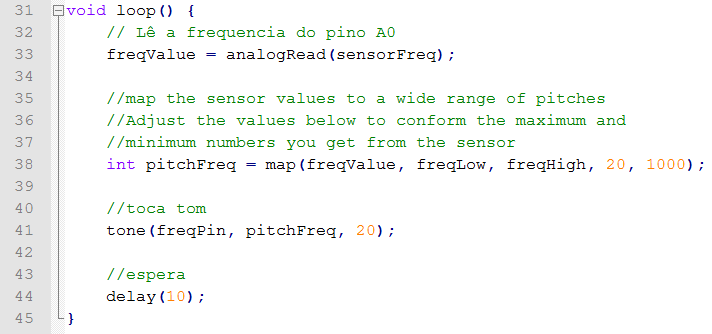 31 void loop() {
32 // Lê a frequencia do pino A0
33 freqValue = analogRead(sensorFreq);
34
35 //map the sensor values to a wide range of pitches
36 //Adjust the values below to conform the maximum and
37 //minimum numbers you get from the sensor
38 int pitchFreq = map(freqValue, freqLow, freqHigh, 20, 1000);
39
40 //toca tom
41 tone(freqPin, pitchFreq, 20);
42
43 //espera
44 delay(10);
45 }